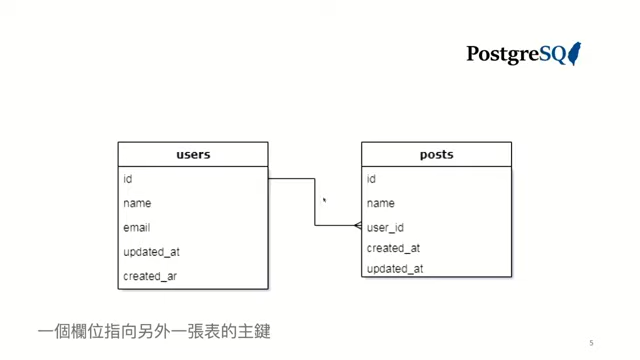 PostgreSQ
users
id
name
email
updated_at
created_ar
posts
id
name
user_id
created_at
updated_at
一個欄位指向另外一張表的主鍵
5